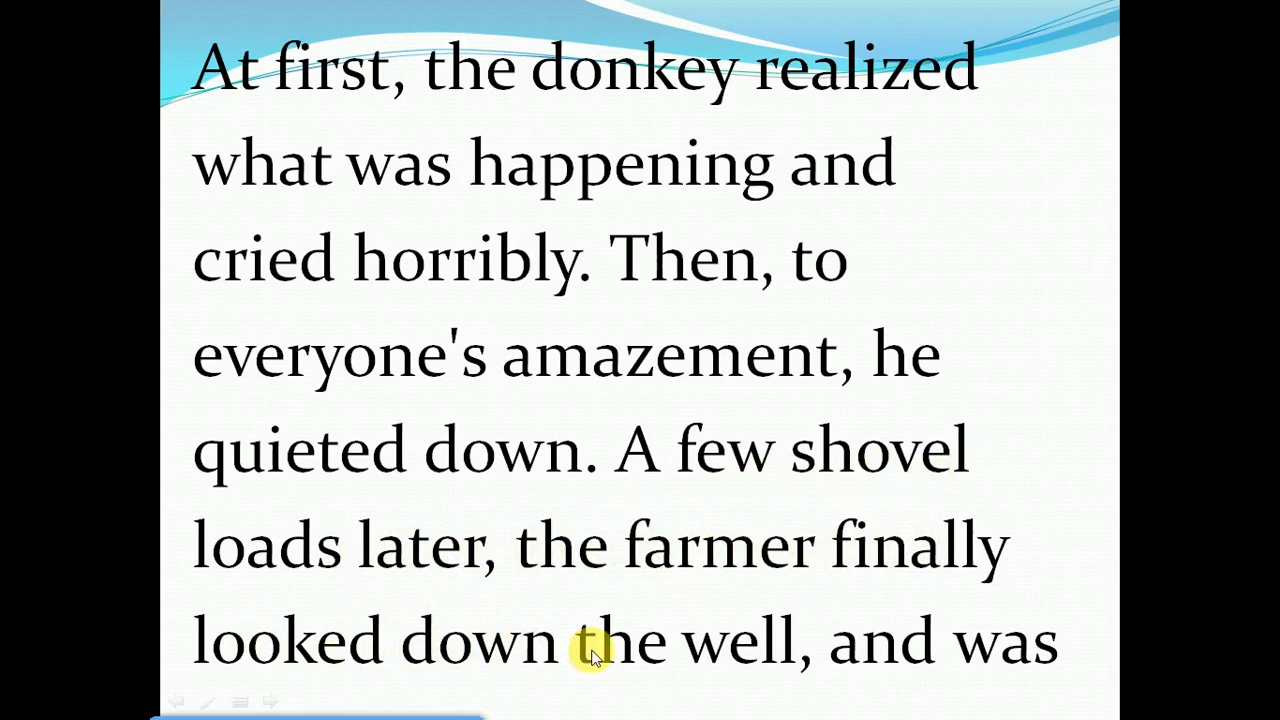 At first, the donkey realized
what was happening and
cried horribly. Then, to
everyone's amazement, he
quieted down. A few shovel
loads later, the farmer finally
looked down the well, and was